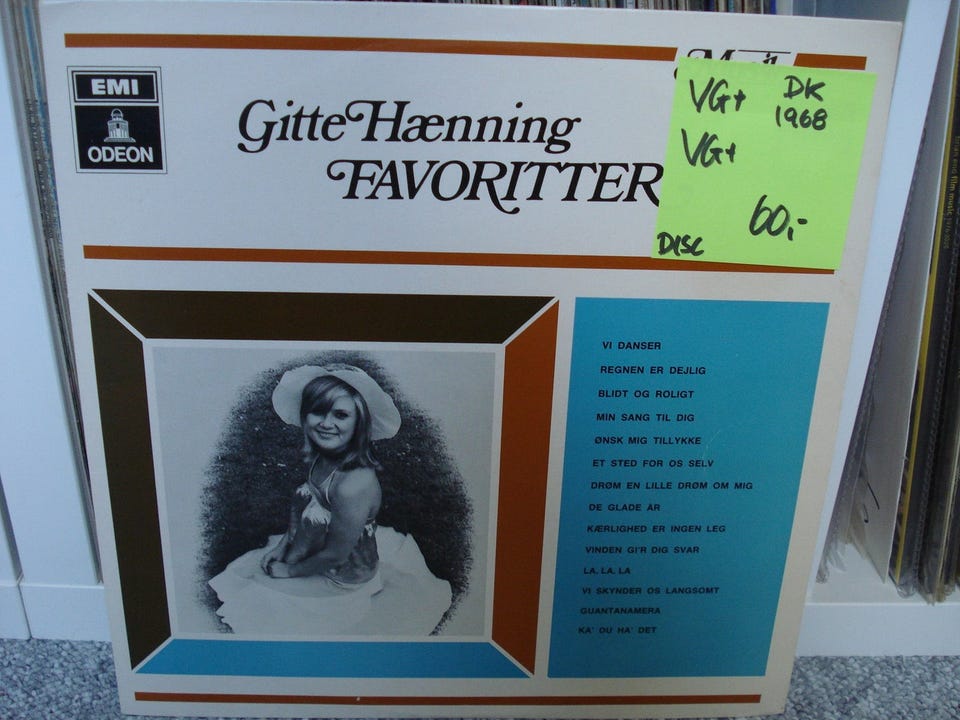 EMI
ODEON
Gitte Hænning
FAVORITTER
VG+ DK
1968
VG+
60,-
DISC
VI DANSER
REGNEN ER DEJLIG
BLIDT OG ROLIGT
MIN SANG TIL DIG
ØNSK MIG TILLYKKE
ET STED FOR OS SELV
DRØM EN LILLE DRØM OM MIG
DE GLADE ÅR
KÆRLIGHED ER INGEN LEG
VINDEN GI'R DIG SVAR
LA, LA, LA
VI SKYNDER OS LANGSOMT
GUANTANAMERA
KA' DU HA' DET